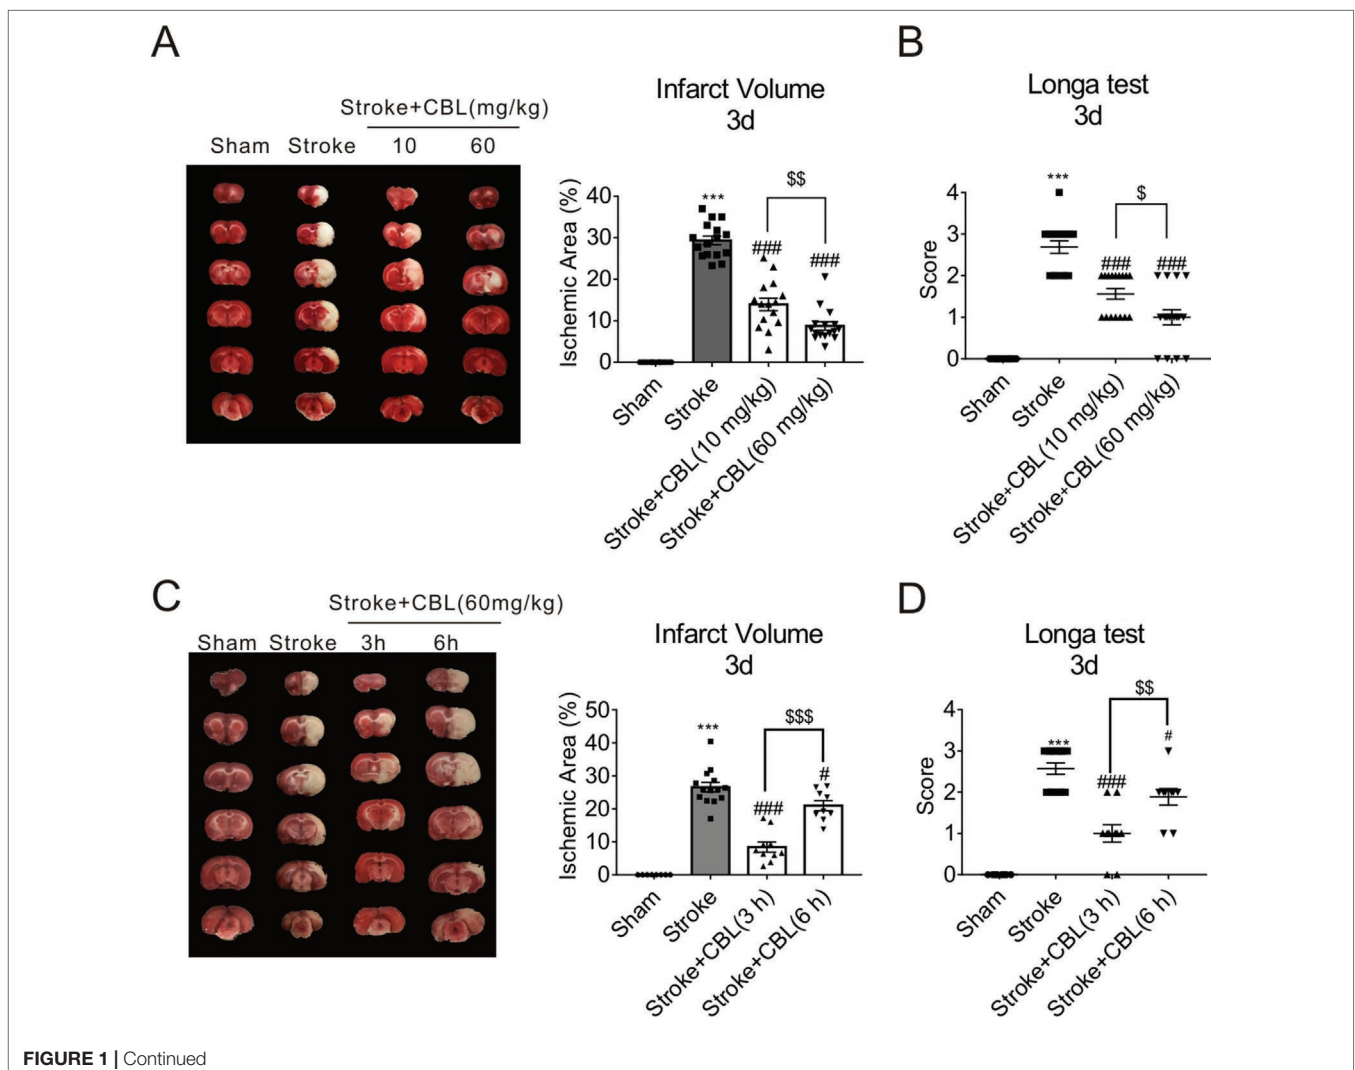 A
Stroke+CBL(mg/kg)
Sham Stroke 10 60
Infarct Volume
3d
Ischemic Area (%)
40
30
20
10
0
***
###
###
$$
Sham
Stroke
Stroke+CBL(10 mg/kg)
Stroke+CBL(60 mg/kg)
B
Longa test
3d
Score
4
3
2
1
0
***
###
###
$
Sham
Stroke
Stroke+CBL(10 mg/kg)
Stroke+CBL(60 mg/kg)
C
Stroke+CBL(60mg/kg)
Sham Stroke 3h 6h
Infarct Volume
3d
Ischemic Area (%)
50
40
30
20
10
0
***
###
#
$$$
Sham
Stroke
Stroke+CBL(3 h)
Stroke+CBL(6 h)
D
Longa test
3d
Score
4
3
2
1
0
***
###
#
$$
Sham
Stroke
Stroke+CBL(3 h)
Stroke+CBL(6 h)
FIGURE 1 | Continued